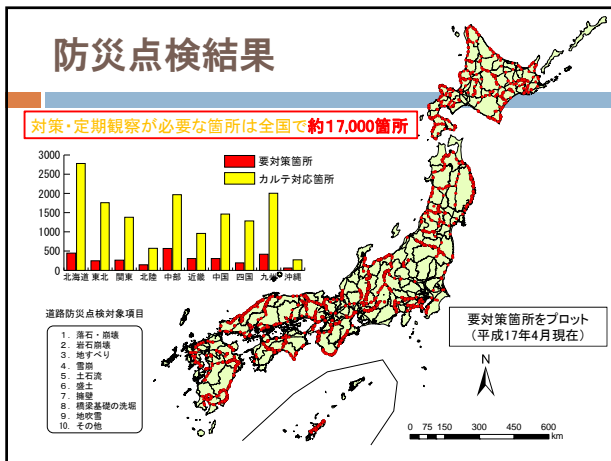 防災点検結果
対策・定期観察が必要な箇所は全国で約17,000箇所
3000
2500
2000
1500
1000
500
0
要対策箇所
カルテ対応箇所
北海道 東北 関東 北陸 中部 近畿 中国 四国 九州 沖縄
道路防災点検対象項目
1. 落石・崩壊
2. 岩石崩壊
3. 地すべり
4. 雪崩
5. 土石流
6. 盛土
7. 擁壁
8. 橋梁基礎の洗堀
9. 地吹雪
10. その他
要対策箇所をプロット
(平成17年4月現在)
N
0 75 150 300 450 600
km